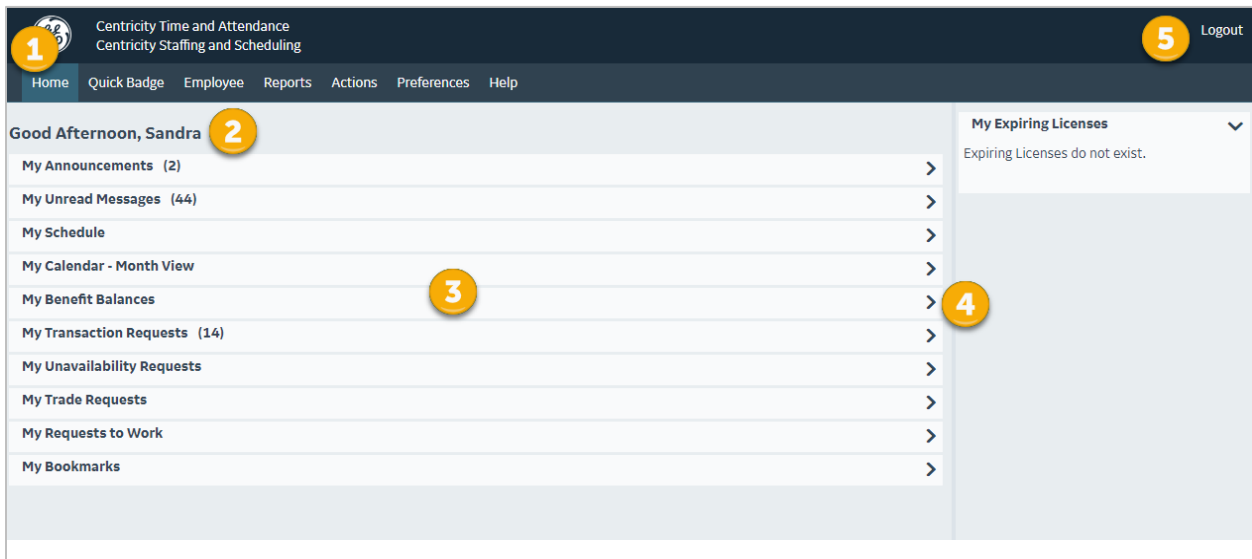 Centricity Time and Attendance
Centricity Staffing and Scheduling
1
5
Logout
Home Quick Badge Employee Reports Actions Preferences Help
Good Afternoon, Sandra
2
My Announcements (2)
My Unread Messages (44)
My Schedule
My Calendar - Month View
3
My Benefit Balances
4
My Transaction Requests (14)
My Unavailability Requests
My Trade Requests
My Requests to Work
My Bookmarks
My Expiring Licenses
Expiring Licenses do not exist.